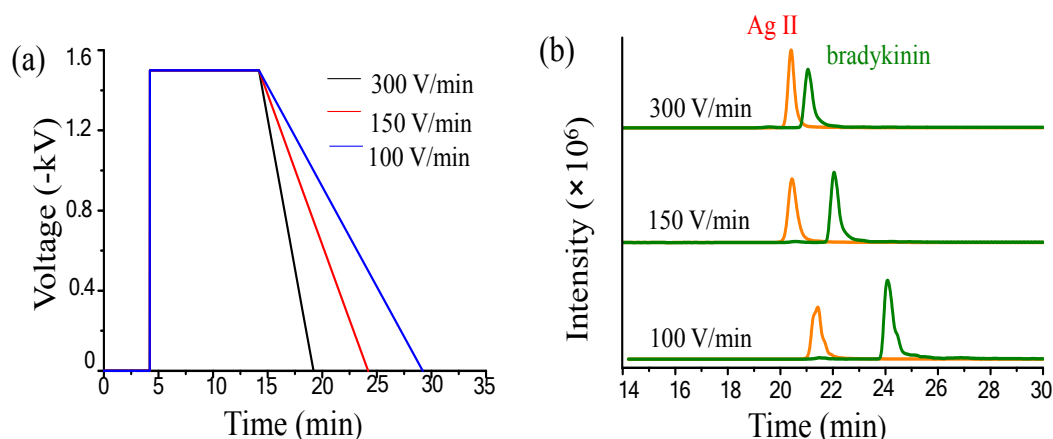 (a)
Voltage (-kV)
1.6
1.2
0.8
0.4
0
300 V/min
150 V/min
100 V/min
0 5 10 15 20 25 30 35
Time (min)
(b)
Intensity (× 10⁶)
Ag II
bradykinin
300 V/min
150 V/min
100 V/min
14 16 18 20 22 24 26 28 30
Time (min)